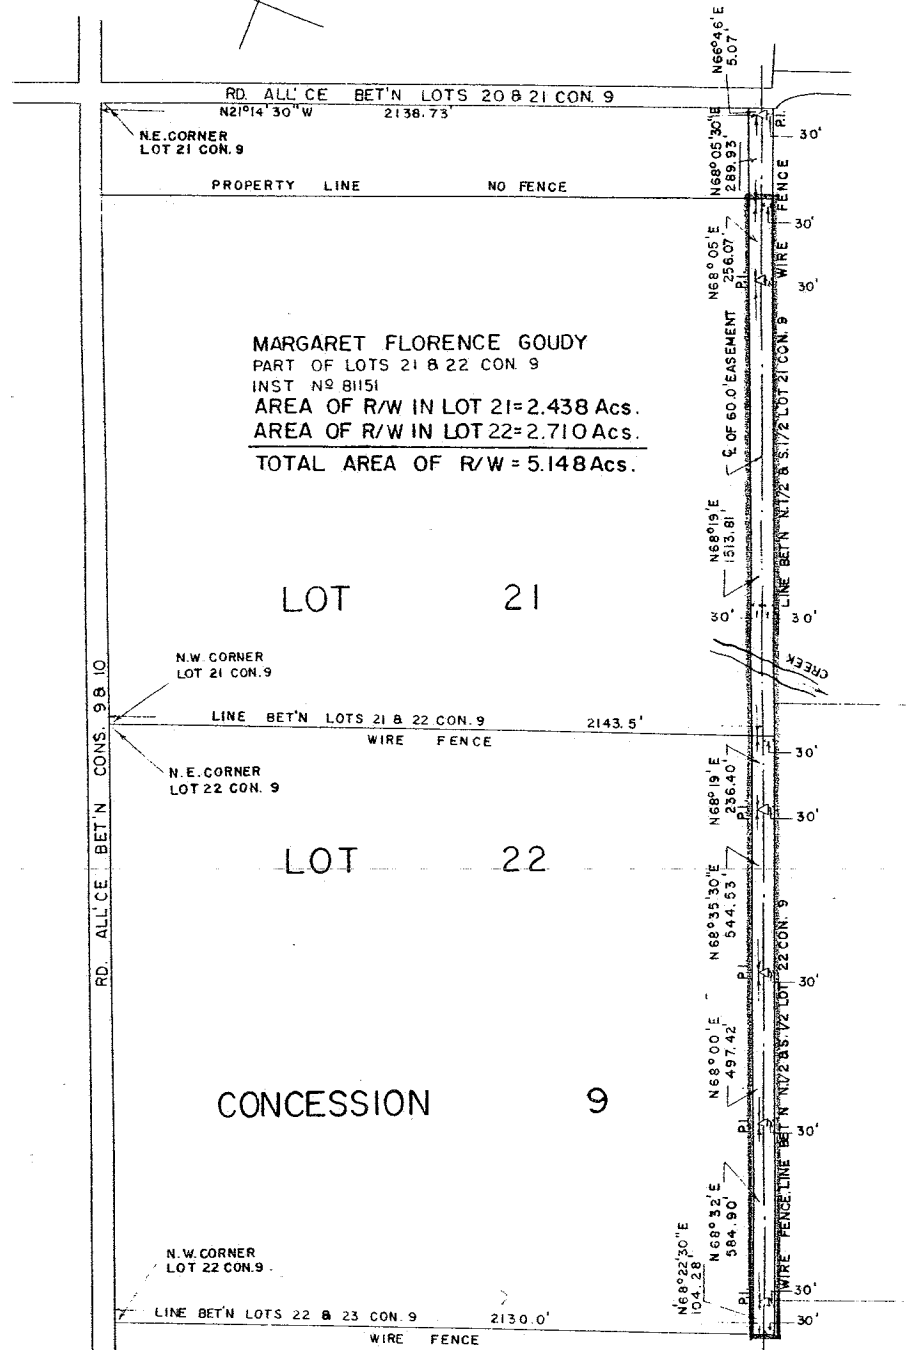 RD. ALL'CE BET'N LOTS 20 & 21 CON. 9
N21°14'30"W 2138.73'
N.E. CORNER
LOT 21 CON. 9
PROPERTY LINE NO FENCE
N66°46'E
5.07'
P.I.
30'
N68°05'30"E
289.93'
WIRE FENCE
30'
N68°05'E
256.07'
P.I.
30'
MARGARET FLORENCE GOUDY
PART OF LOTS 21 & 22 CON. 9
INST Nº 81151
AREA OF R/W IN LOT 21=2.438 Acs.
AREA OF R/W IN LOT 22=2.710 Acs.
TOTAL AREA OF R/W = 5.148 Acs.
℄ OF 60.0' EASEMENT
LINE BET'N N.1/2 & S.1/2 LOT 21 CON. 9
N68°19'E
1513.81'
LOT 21
30' 30'
CREEK
N.W. CORNER
LOT 21 CON. 9
RD. ALL'CE BET'N CONS. 9 & 10
LINE BET'N LOTS 21 & 22 CON. 9 2143.5'
WIRE FENCE
30'
N.E. CORNER
LOT 22 CON. 9
N68°19'E
236.40'
P.I.
30'
LOT 22
N68°35'30"E
544.53'
P.I.
30'
WIRE FENCE, LINE BET'N N.1/2 & S.1/2 LOT 22 CON. 9
N68°00'E
497.42'
CONCESSION 9
P.I.
30'
N68°32'E
584.90'
N.W. CORNER
LOT 22 CON. 9
N68°22'30"E
104.28'
P.I.
30'
LINE BET'N LOTS 22 & 23 CON. 9 2130.0'
30'
WIRE FENCE